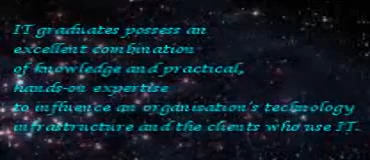 IT graduates possess an
excellent combination
of knowledge and practical,
hands-on expertise
to influence an organisation's technology
infrastructure and the clients who use IT.